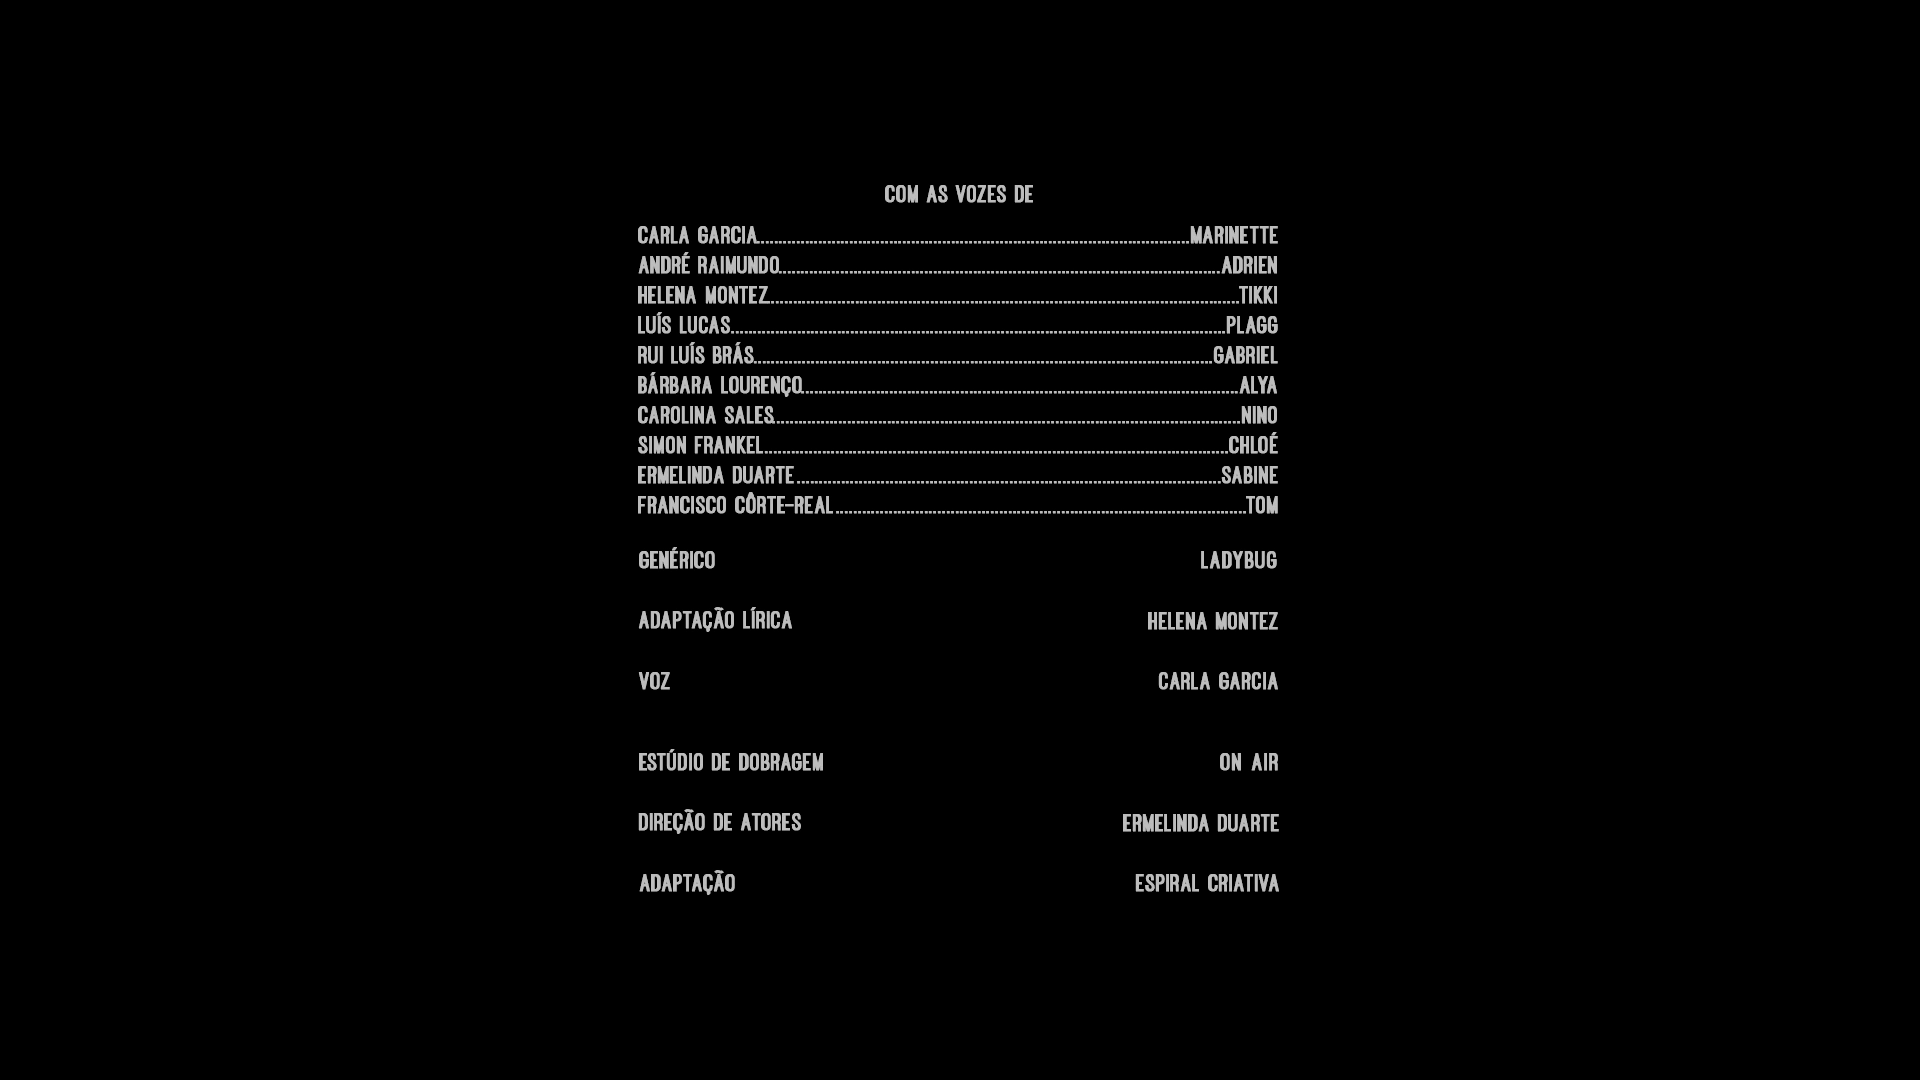 COM AS VOZES DE
CARLA GARCIA........................................................................................................MARINETTE
ANDRÉ RAIMUNDO........................................................................................................ADRIEN
HELENA MONTEZ........................................................................................................TIKKI
LUÍS LUCAS........................................................................................................PLAGG
RUI LUÍS BRÁS........................................................................................................GABRIEL
BÁRBARA LOURENÇO........................................................................................................ALYA
CAROLINA SALES........................................................................................................NINO
SIMON FRANKEL........................................................................................................CHLOÉ
ERMELINDA DUARTE........................................................................................................SABINE
FRANCISCO CÔRTE-REAL........................................................................................................TOM
GENÉRICO LADYBUG
ADAPTAÇÃO LÍRICA HELENA MONTEZ
VOZ CARLA GARCIA
ESTÚDIO DE DOBRAGEM ON AIR
DIREÇÃO DE ATORES ERMELINDA DUARTE
ADAPTAÇÃO ESPIRAL CRIATIVA